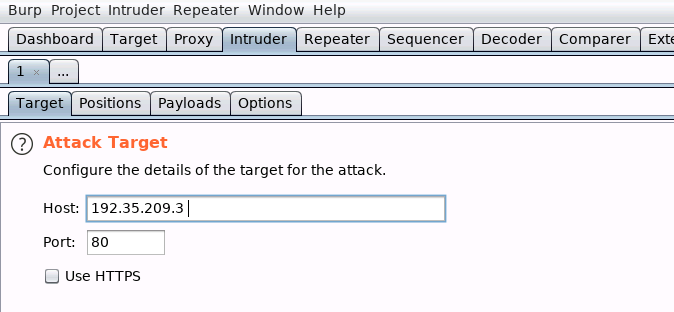 Burp Project Intruder Repeater Window Help
Dashboard Target Proxy Intruder Repeater Sequencer Decoder Comparer Exte
1 × ...
Target Positions Payloads Options
? Attack Target
Configure the details of the target for the attack.
Host: 192.35.209.3
Port: 80
Use HTTPS